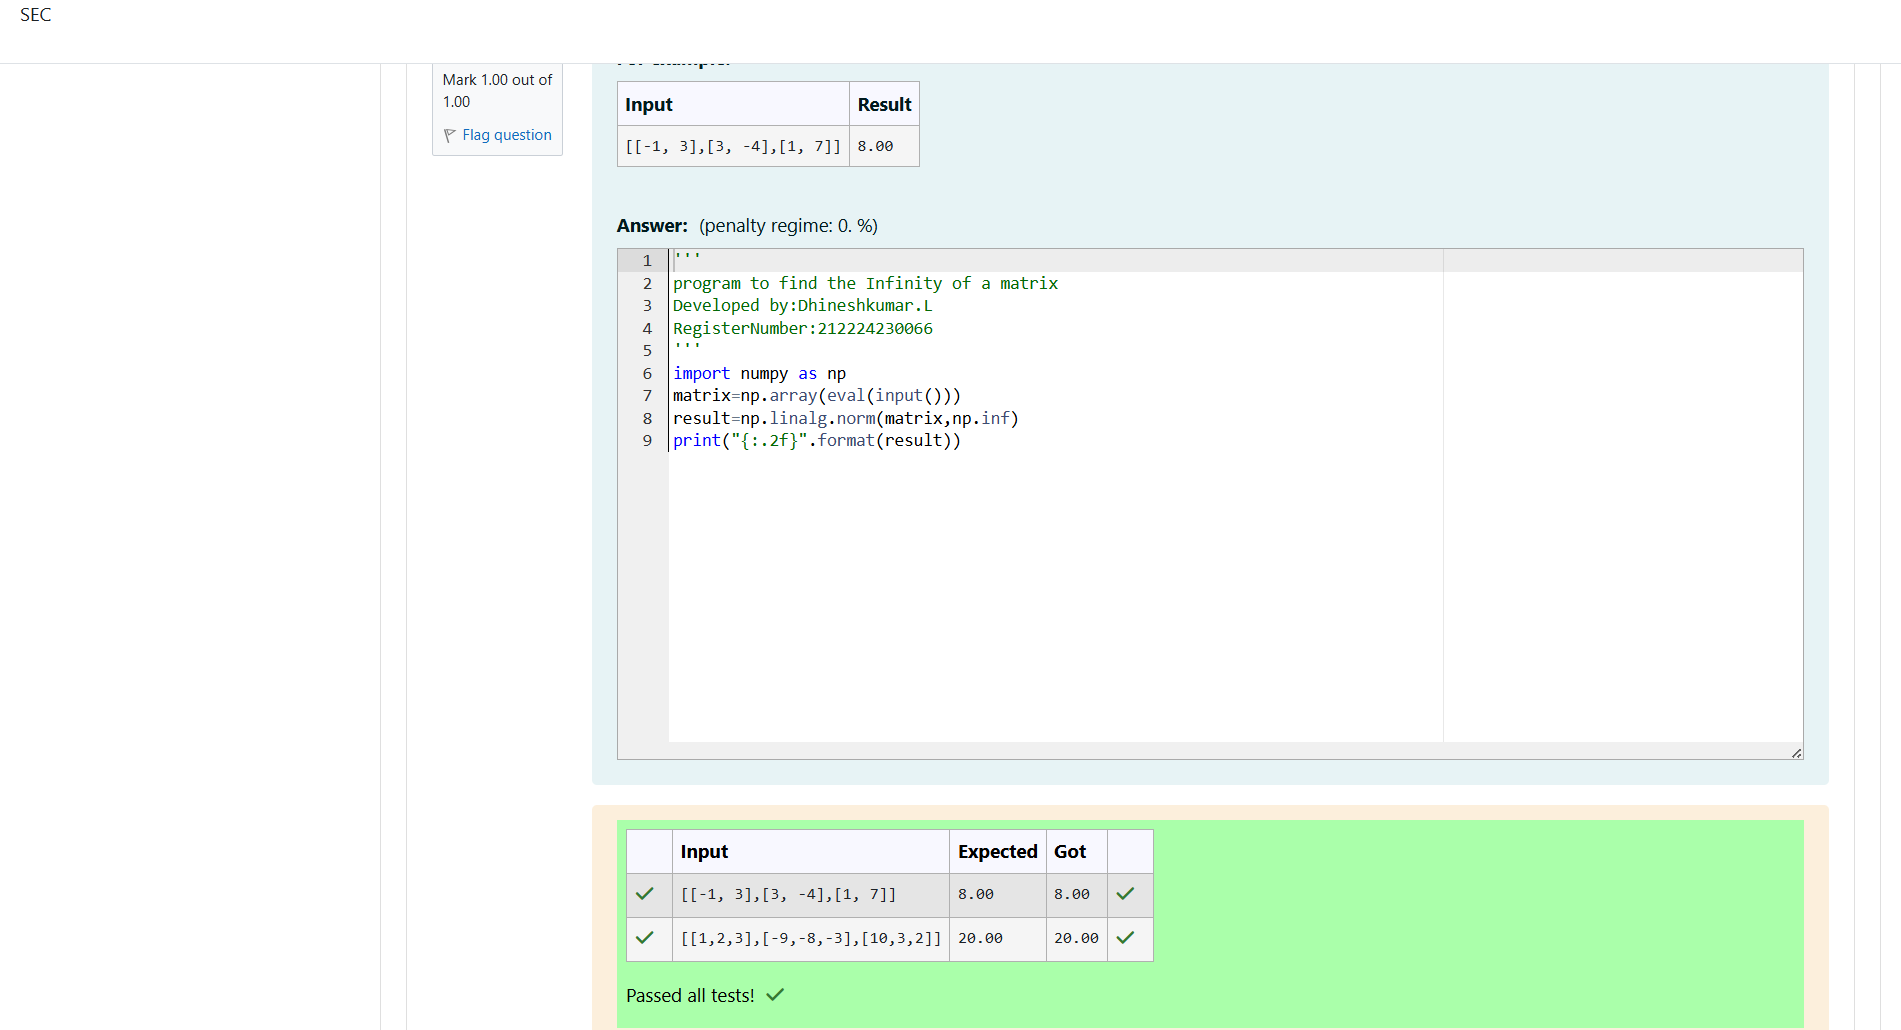 SEC
Mark 1.00 out of
1.00
Flag question
Input Result
[[-1, 3],[3, -4],[1, 7]] 8.00
Answer: (penalty regime: 0. %)
1 '''
2 program to find the Infinity of a matrix
3 Developed by:Dhineshkumar.L
4 RegisterNumber:212224230066
5 '''
6 import numpy as np
7 matrix=np.array(eval(input()))
8 result=np.linalg.norm(matrix,np.inf)
9 print("{:.2f}".format(result))
Input Expected Got
[[-1, 3],[3, -4],[1, 7]] 8.00 8.00
[[1,2,3],[-9,-8,-3],[10,3,2]] 20.00 20.00
Passed all tests!